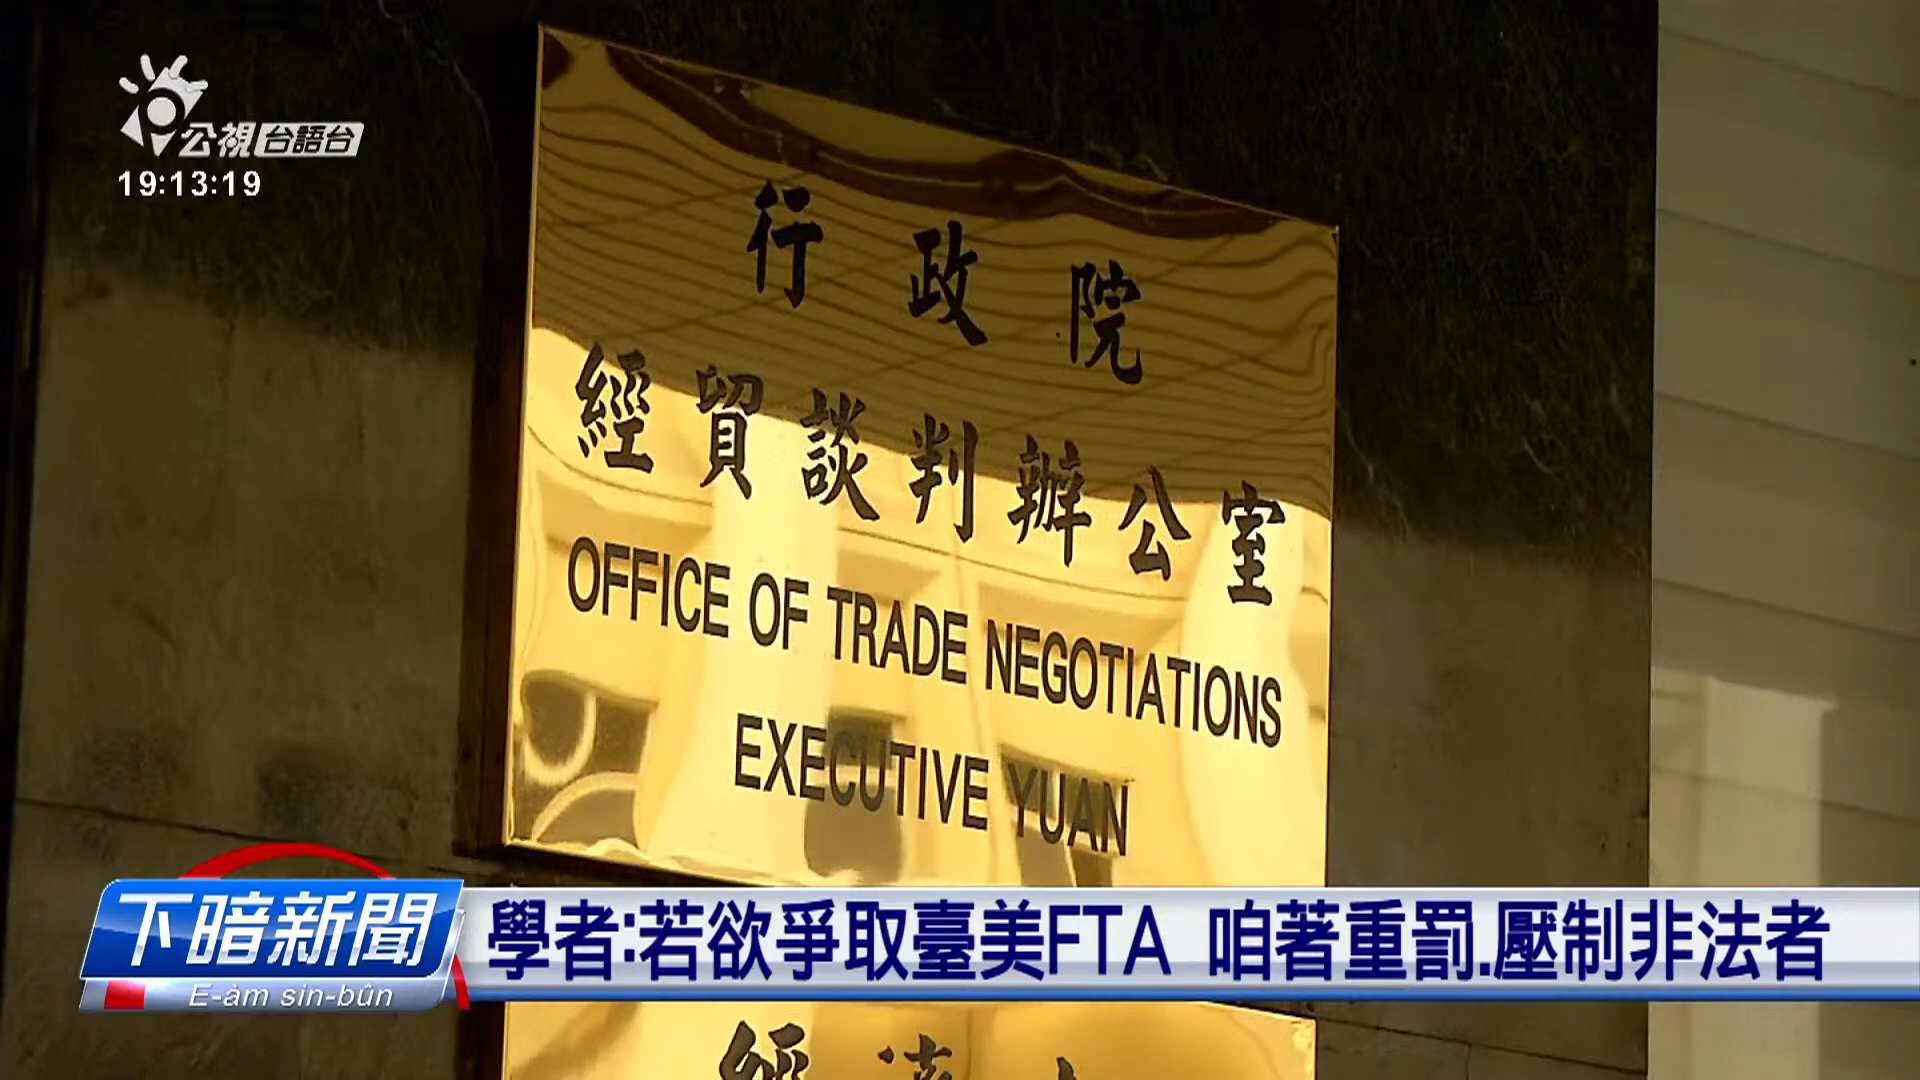 公視台語台
19:13:19
行政院
經貿談判辦公室
OFFICE OF TRADE NEGOTIATIONS
EXECUTIVE YUAN
下暗新聞
E-àm sin-bûn
學者:若欲爭取臺美FTA 咱著重罰.壓制非法者
經濟